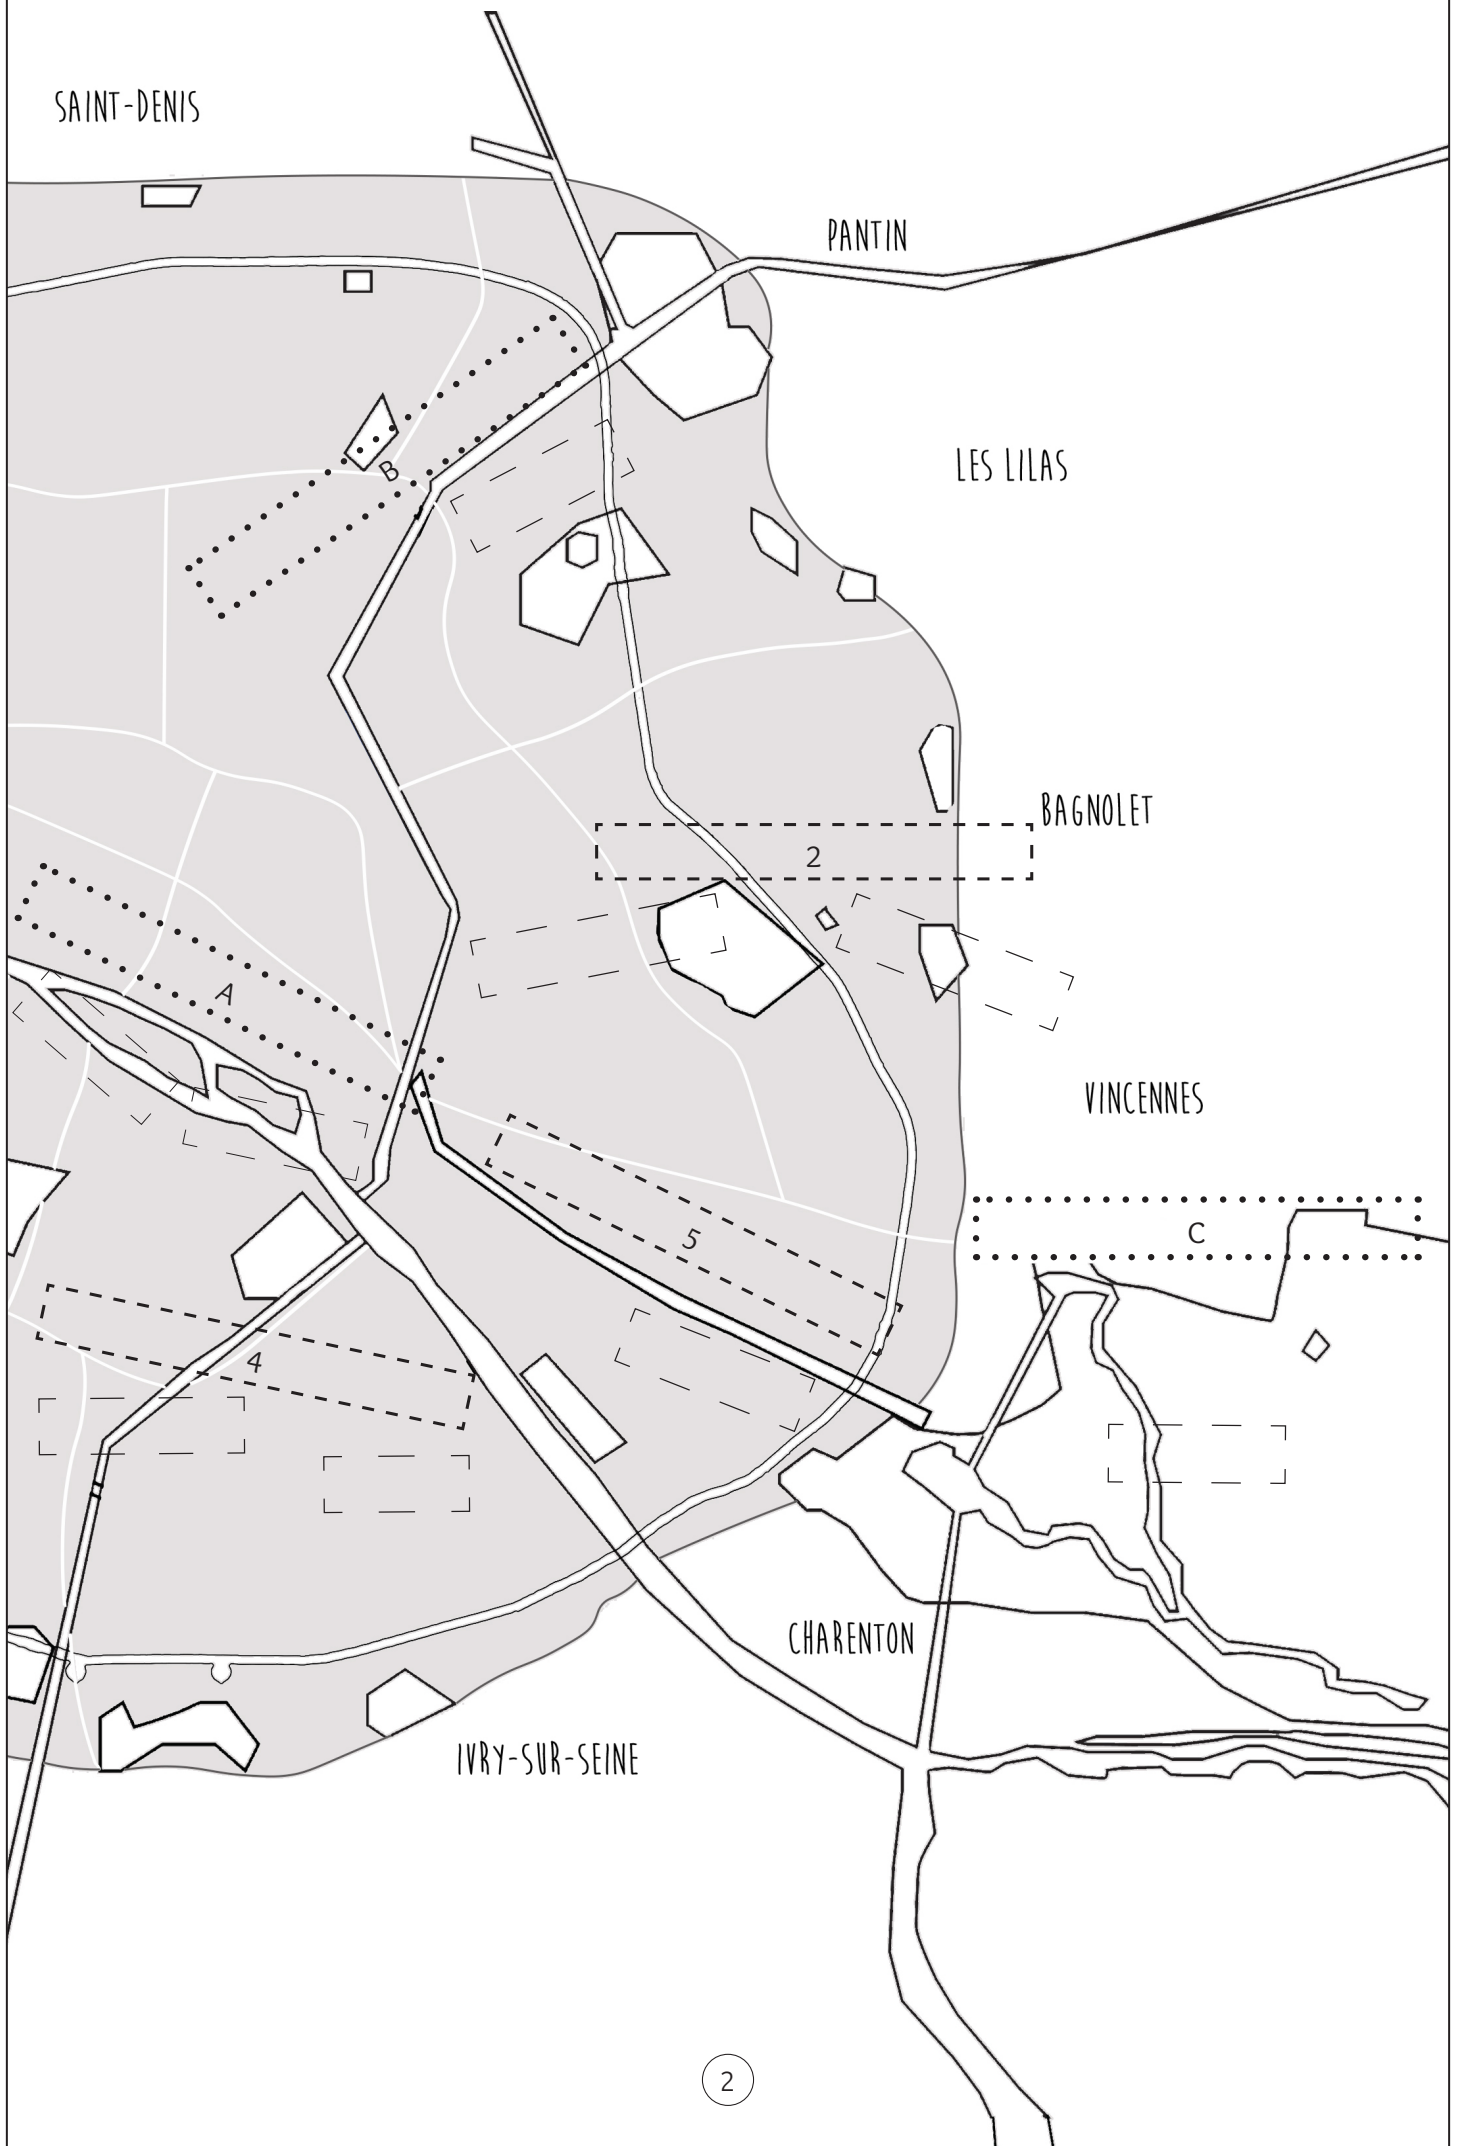 SAINT-DENIS
PANTIN
LES LILAS
B
BAGNOLET
2
A
VINCENNES
C
5
4
CHARENTON
IVRY-SUR-SEINE
2